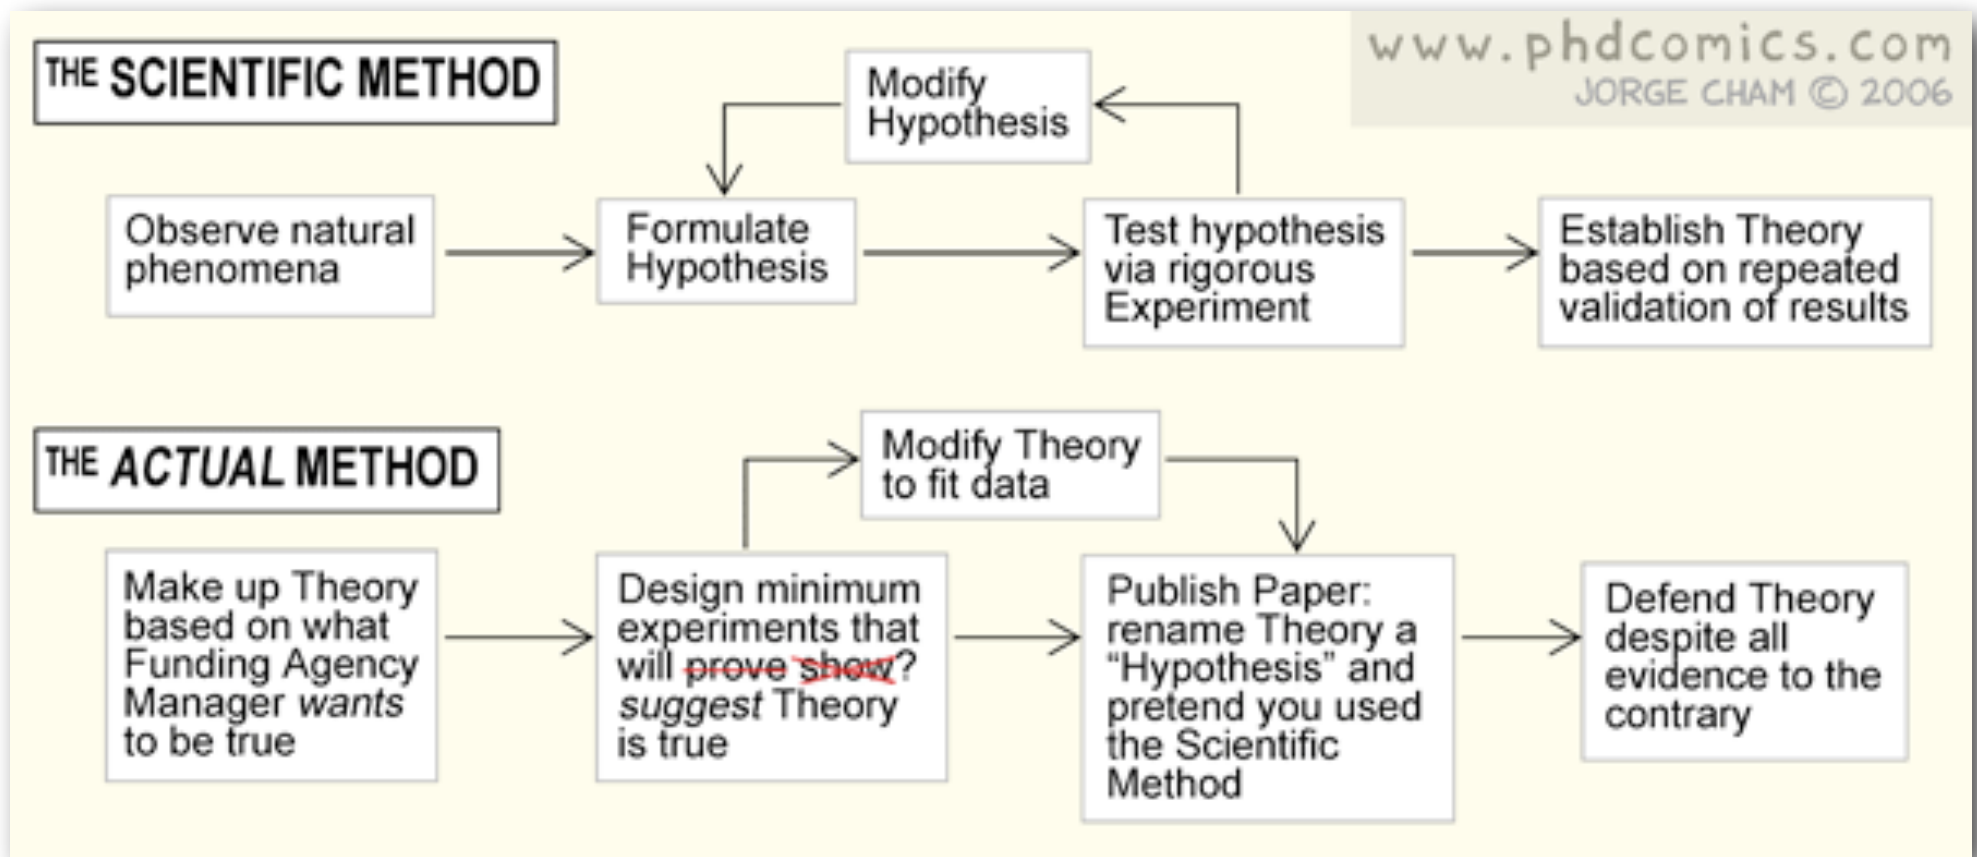 THE SCIENTIFIC METHOD
www.phdcomics.com
JORGE CHAM © 2006
Modify
Hypothesis
Observe natural
phenomena
Formulate
Hypothesis
Test hypothesis
via rigorous
Experiment
Establish Theory
based on repeated
validation of results
THE ACTUAL METHOD
Modify Theory
to fit data
Make up Theory
based on what
Funding Agency
Manager wants
to be true
Design minimum
experiments that
will prove show?
suggest Theory
is true
Publish Paper:
rename Theory a
“Hypothesis” and
pretend you used
the Scientific
Method
Defend Theory
despite all
evidence to the
contrary